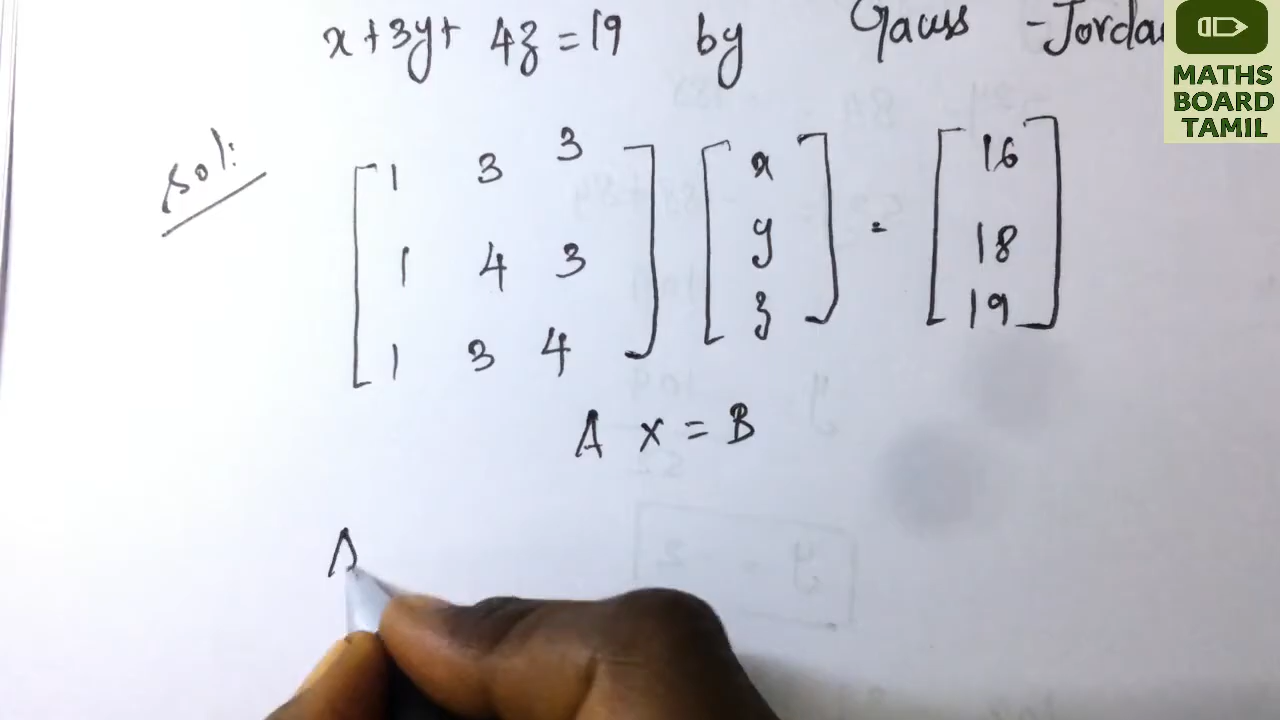 x + 3y + 4z = 19 by Gauss - Jorda
MATHS
BOARD
TAMIL
Sol:
[ 1 3 3 ] [ x ] = [ 16 ]
[ 1 4 3 ] [ y ] = [ 18 ]
[ 1 3 4 ] [ z ] = [ 19 ]
A x = B
A